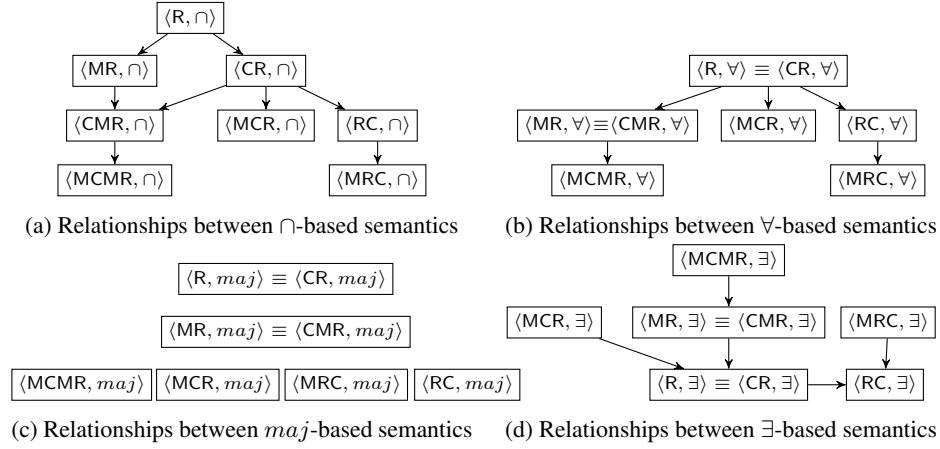 ⟨R, ∩⟩
⟨MR, ∩⟩ ⟨CR, ∩⟩
⟨CMR, ∩⟩ ⟨MCR, ∩⟩ ⟨RC, ∩⟩
⟨MCMR, ∩⟩ ⟨MRC, ∩⟩
(a) Relationships between ∩-based semantics
⟨R, ∀⟩ ≡ ⟨CR, ∀⟩
⟨MR, ∀⟩≡⟨CMR, ∀⟩ ⟨MCR, ∀⟩ ⟨RC, ∀⟩
⟨MCMR, ∀⟩ ⟨MRC, ∀⟩
(b) Relationships between ∀-based semantics
⟨R, maj⟩ ≡ ⟨CR, maj⟩
⟨MR, maj⟩ ≡ ⟨CMR, maj⟩
⟨MCMR, maj⟩ ⟨MCR, maj⟩ ⟨MRC, maj⟩ ⟨RC, maj⟩
(c) Relationships between maj-based semantics
⟨MCMR, ∃⟩
⟨MCR, ∃⟩ ⟨MR, ∃⟩ ≡ ⟨CMR, ∃⟩ ⟨MRC, ∃⟩
⟨R, ∃⟩ ≡ ⟨CR, ∃⟩ ⟨RC, ∃⟩
(d) Relationships between ∃-based semantics